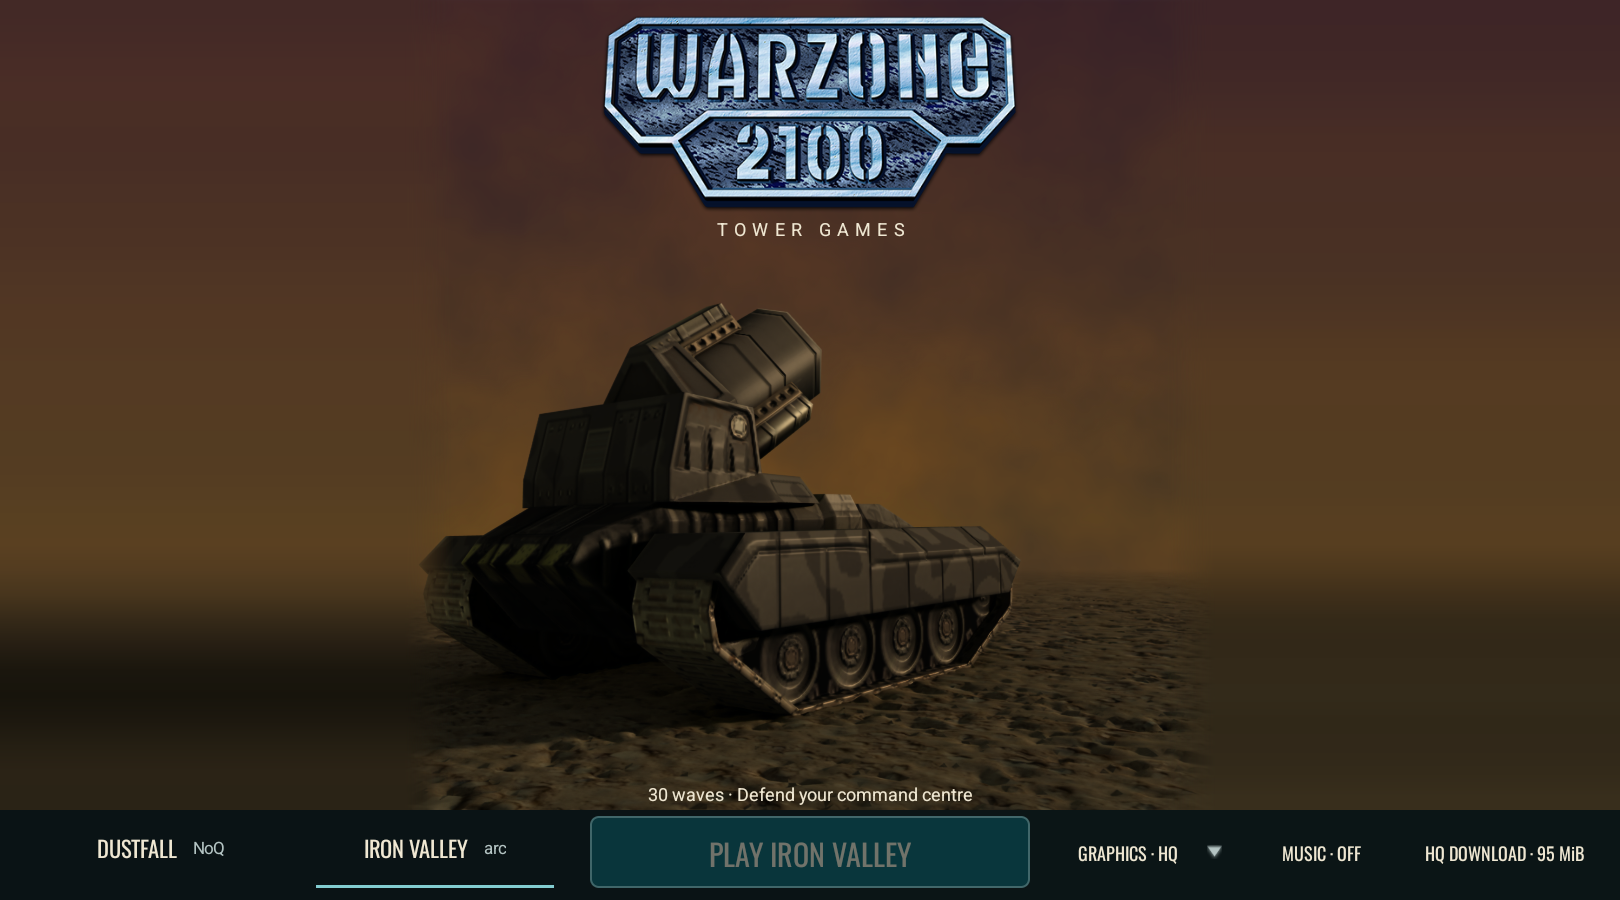 WARZONE
2100
TOWER GAMES
30 waves · Defend your command centre
DUSTFALL NoQ IRON VALLEY arc PLAY IRON VALLEY GRAPHICS · HQ MUSIC · OFF HQ DOWNLOAD · 95 MiB